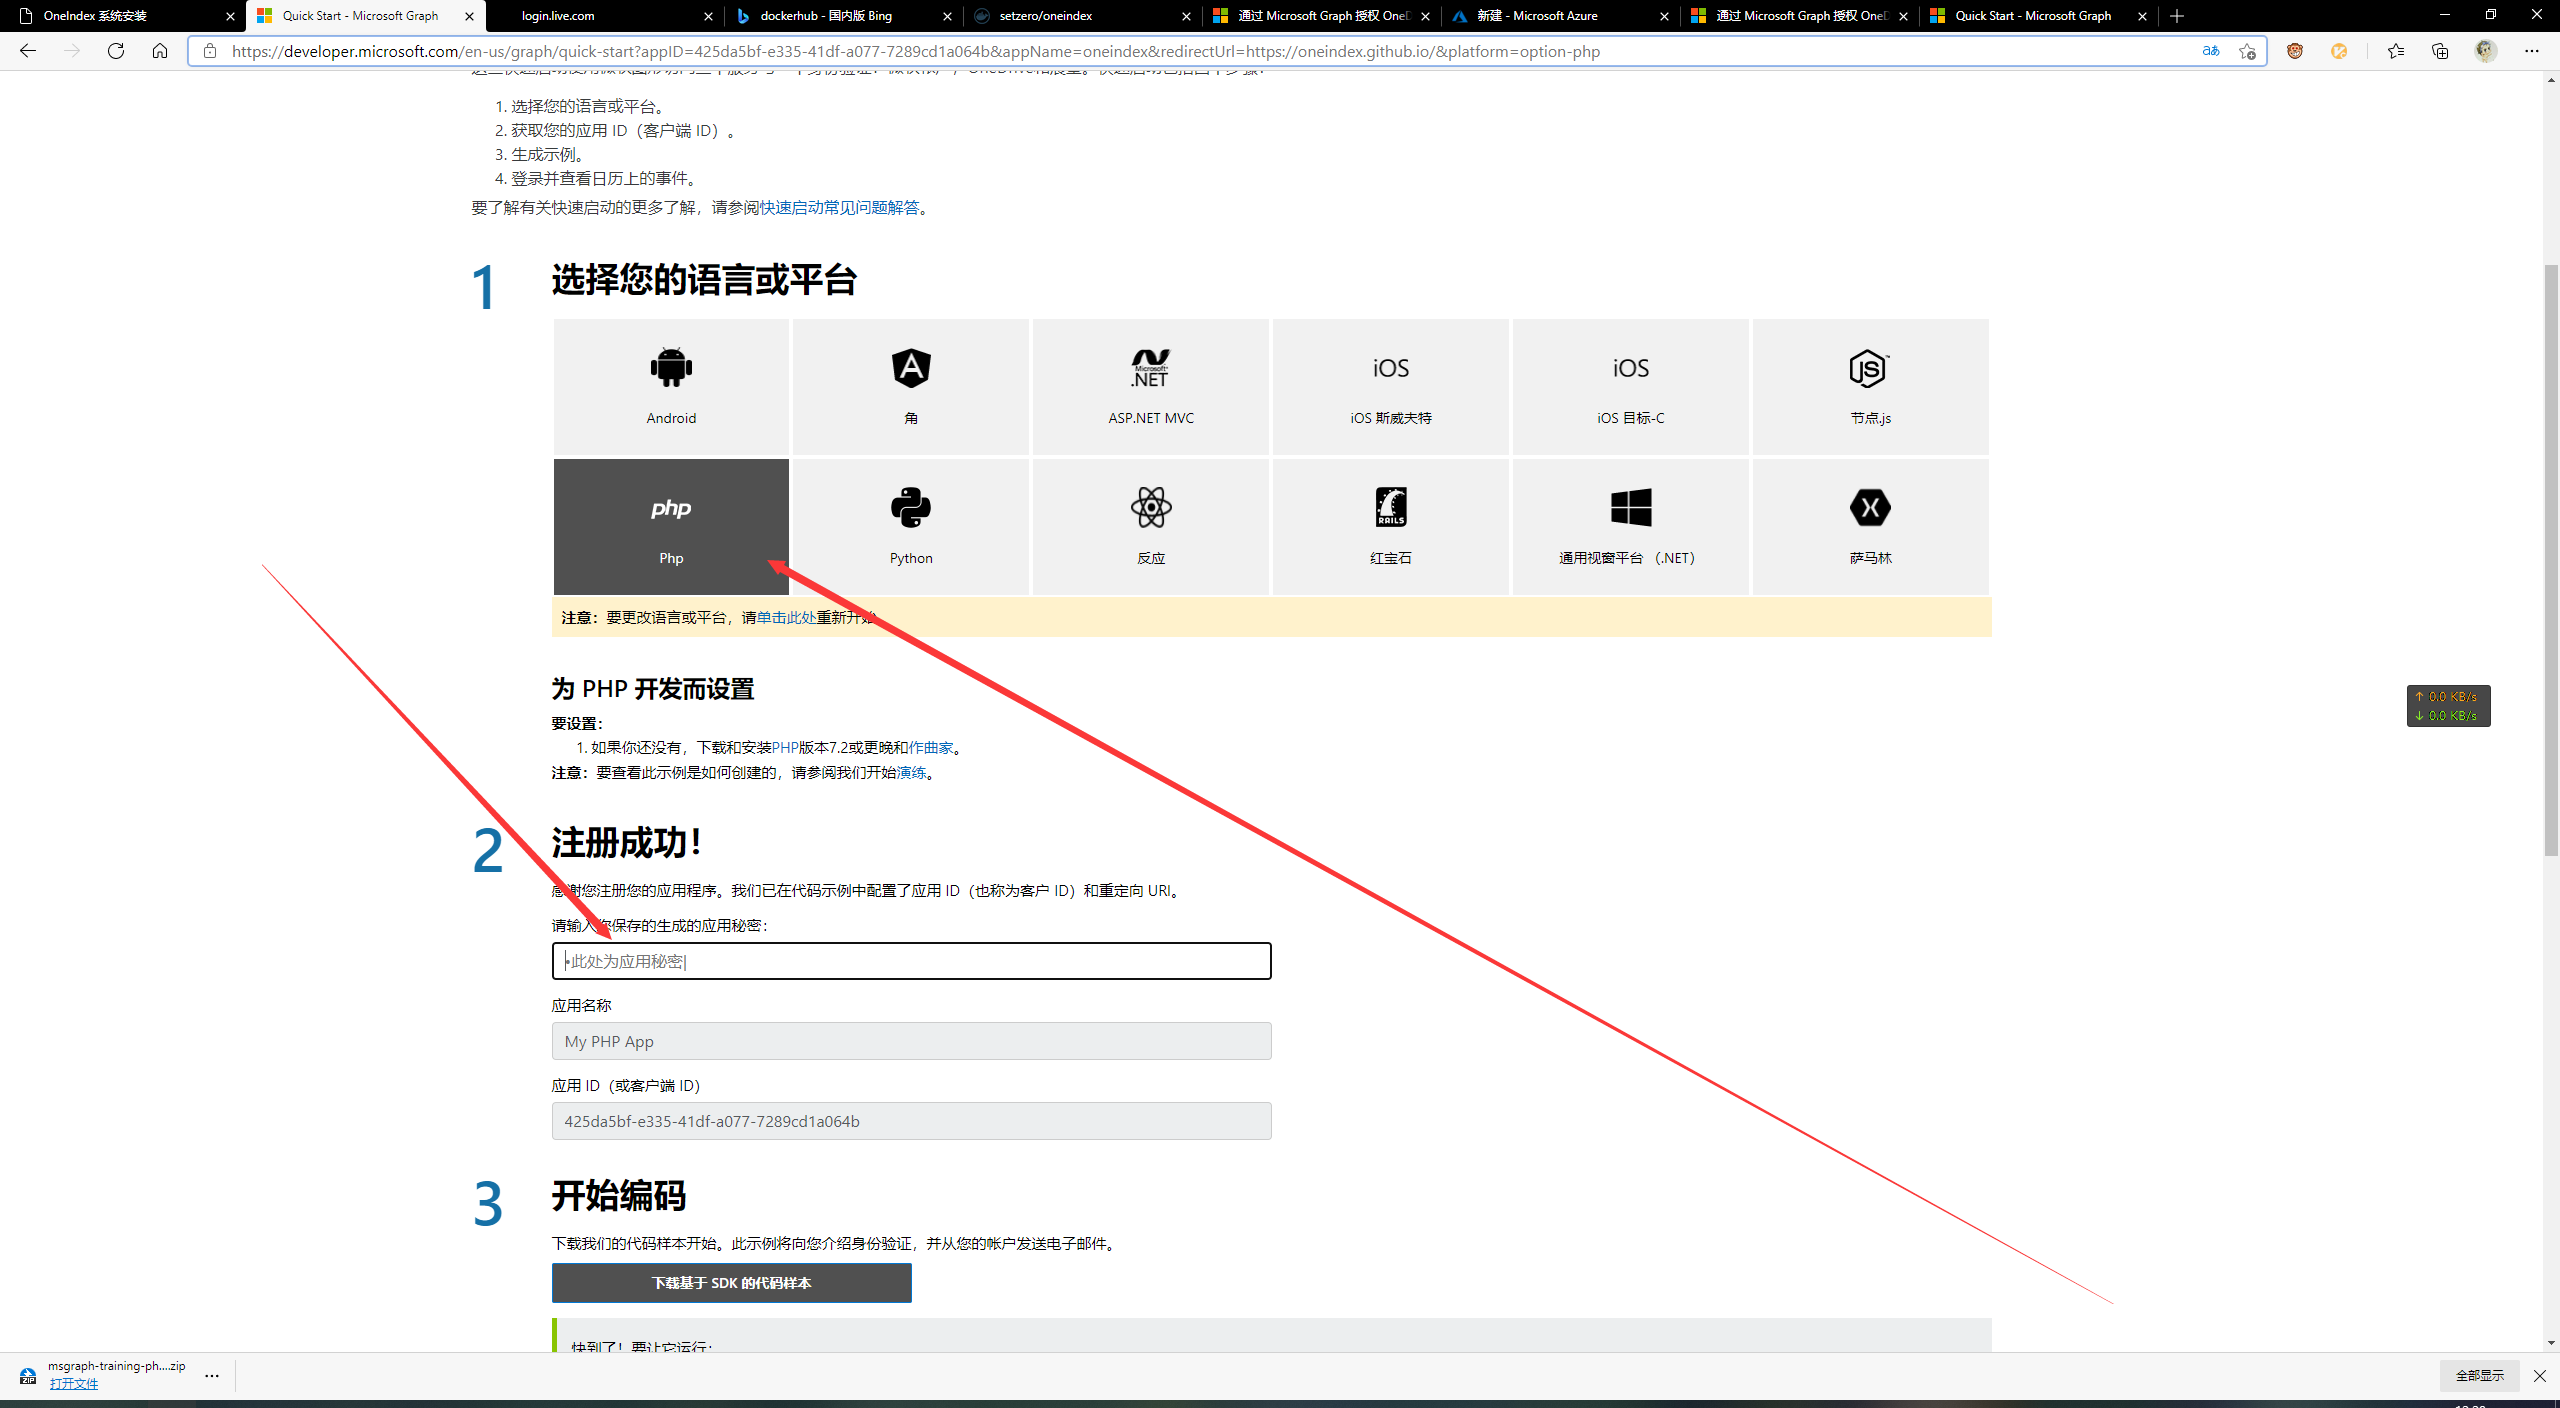 OneIndex 系统安装
Quick Start - Microsoft Graph
login.live.com
dockerhub - 国内版 Bing
setzero/oneindex
通过 Microsoft Graph 授权 OneD
新建 - Microsoft Azure
通过 Microsoft Graph 授权 OneD
Quick Start - Microsoft Graph
https://developer.microsoft.com/en-us/graph/quick-start?appID=425da5bf-e335-41df-a077-7289cd1a064b&appName=oneindex&redirectUrl=https://oneindex.github.io/&platform=option-php
1. 选择您的语言或平台。
2. 获取您的应用 ID（客户端 ID）。
3. 生成示例。
4. 登录并查看日历上的事件。
要了解有关快速启动的更多了解，请参阅快速启动常见问题解答。
1
选择您的语言或平台
Microsoft
.NET
iOS
iOS
JS
Android
角
ASP.NET MVC
iOS 斯威夫特
iOS 目标-C
节点.js
php
RAILS
Php
Python
反应
红宝石
通用视窗平台 （.NET）
萨马林
注意：要更改语言或平台，请单击此处重新开始
为 PHP 开发而设置
要设置：
1. 如果你还没有，下载和安装PHP版本7.2或更晚和作曲家。
注意：要查看此示例是如何创建的，请参阅我们开始演练。
↑ 0.0 KB/s
↓ 0.0 KB/s
2
注册成功！
感谢您注册您的应用程序。我们已在代码示例中配置了应用 ID（也称为客户 ID）和重定向 URI。
请输入您保存的生成的应用秘密：
•此处为应用秘密|
应用名称
My PHP App
应用 ID（或客户端 ID）
425da5bf-e335-41df-a077-7289cd1a064b
3
开始编码
下载我们的代码样本开始。此示例将向您介绍身份验证，并从您的帐户发送电子邮件。
下载基于 SDK 的代码样本
快到了！要让它运行：
msgraph-training-ph....zip
打开文件
全部显示